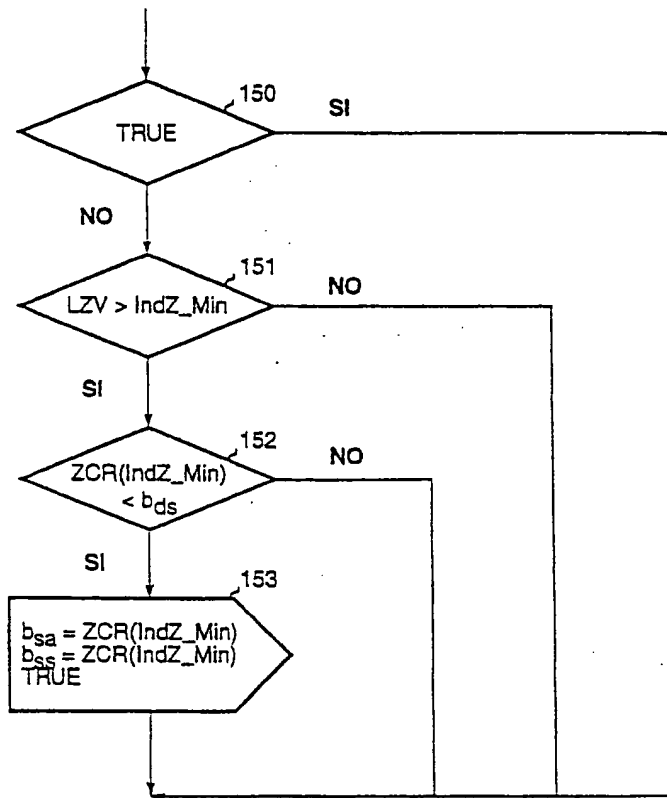 150
SI
TRUE
NO
151
NO
LZV > IndZ_Min
SI
152
NO
ZCR(IndZ_Min)
< b_ds
SI
153
b_sa = ZCR(IndZ_Min)
b_ss = ZCR(IndZ_Min)
TRUE